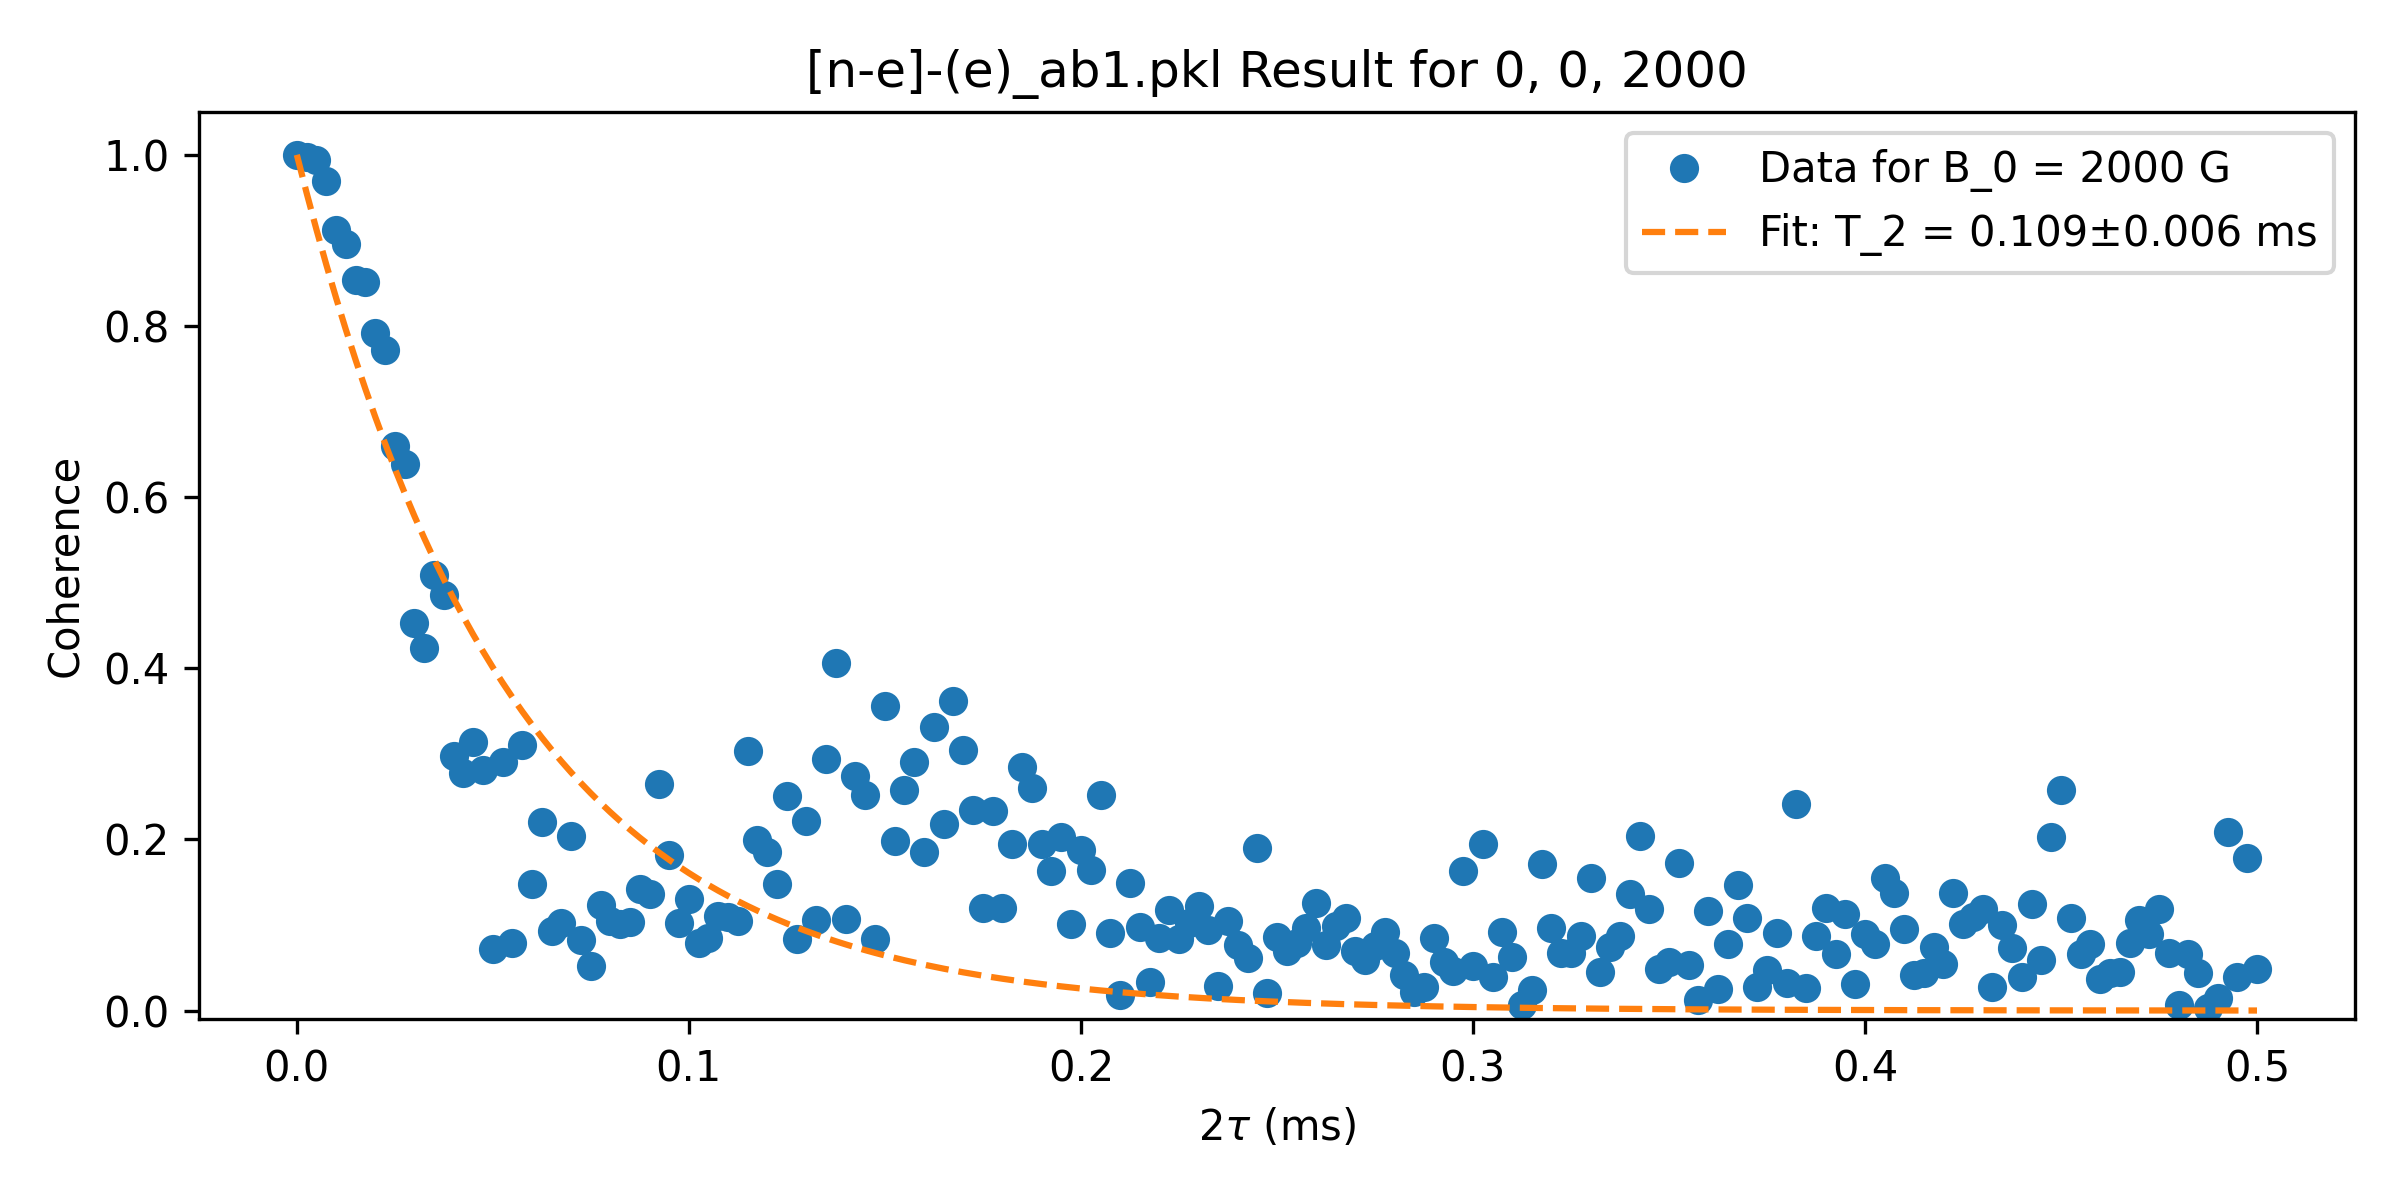 [n-e]-(e)_ab1.pkl Result for 0, 0, 2000
Data for B_0 = 2000 G
Fit: T_2 = 0.109±0.006 ms
Coherence
1.0
0.8
0.6
0.4
0.2
0.0
0.0 0.1 0.2 0.3 0.4 0.5
2τ (ms)